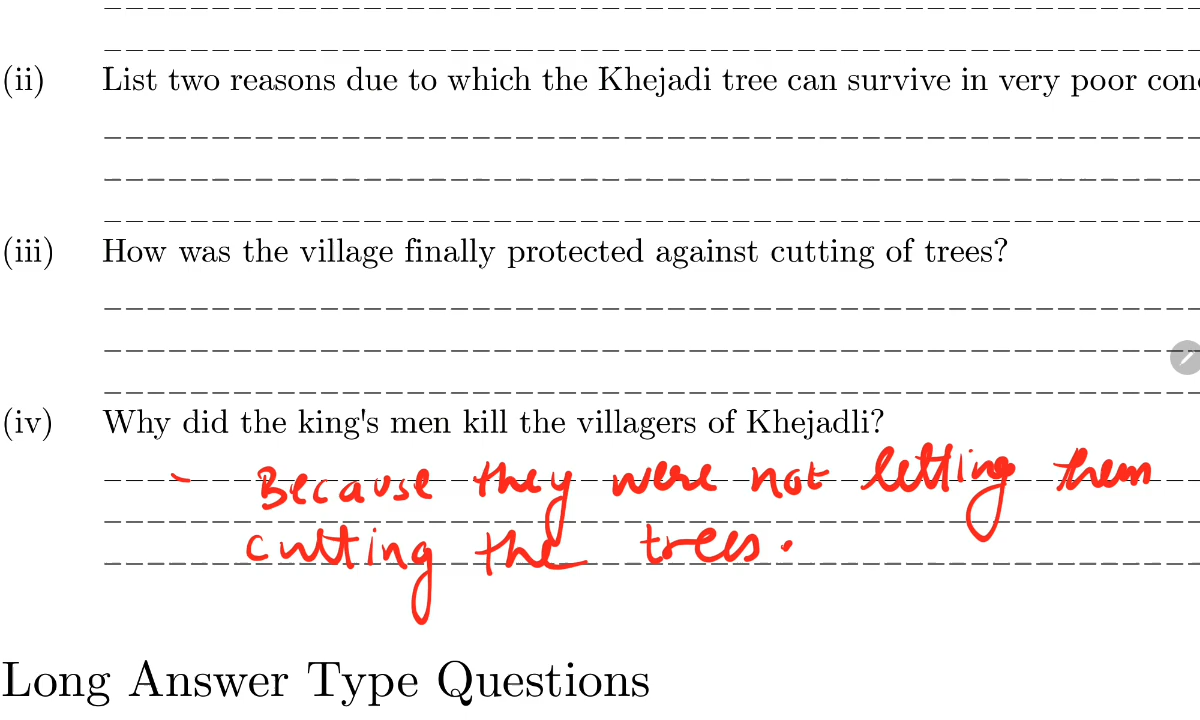 (ii) List two reasons due to which the Khejadi tree can survive in very poor
(iii) How was the village finally protected against cutting of trees?
(iv) Why did the king's men kill the villagers of Khejadli?
- Because they were not letting them
cutting the trees.
Long Answer Type Questions